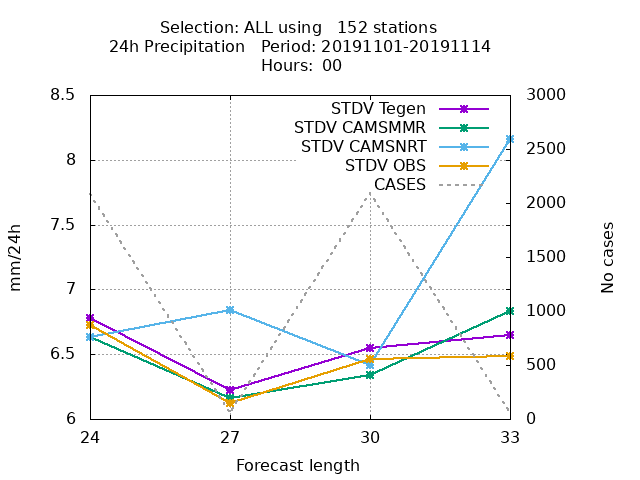 Selection: ALL using   152 stations
24h Precipitation   Period: 20191101-20191114
Hours: 00
8.5
8
7.5
7
6.5
6
mm/24h
STDV Tegen
STDV CAMSMMR
STDV CAMSNRT
STDV OBS
CASES
3000
2500
2000
1500
1000
500
0
No cases
24
27
30
33
Forecast length